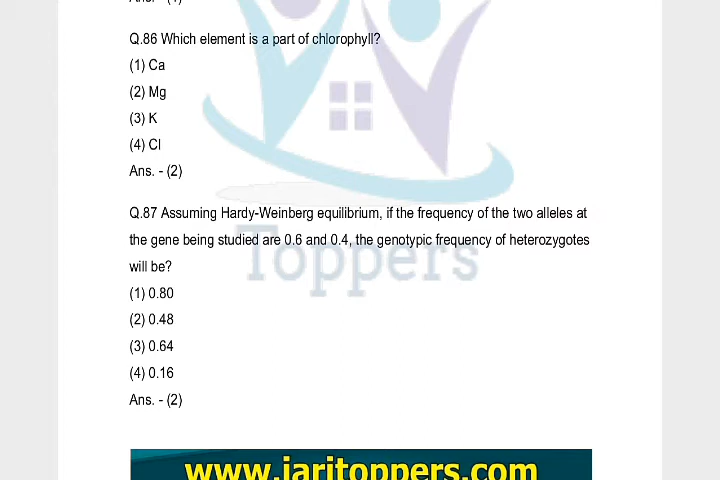 Q.86 Which element is a part of chlorophyll?
(1) Ca
(2) Mg
(3) K
(4) Cl
Ans. - (2)
Q.87 Assuming Hardy-Weinberg equilibrium, if the frequency of the two alleles at
the gene being studied are 0.6 and 0.4, the genotypic frequency of heterozygotes
Toppers
will be?
(1) 0.80
(2) 0.48
(3) 0.64
(4) 0.16
Ans. - (2)
www.jaritoppers.com